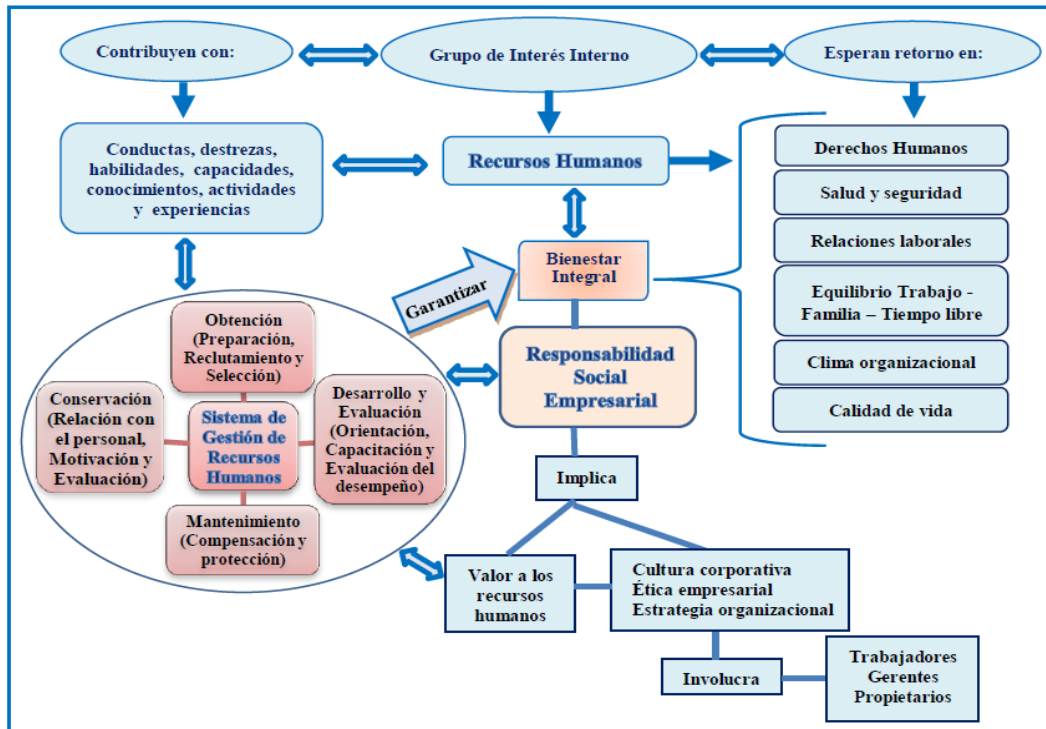 Contribuyen con:
Grupo de Interés Interno
Esperan retorno en:
Conductas, destrezas,
habilidades, capacidades,
conocimientos, actividades
y experiencias
Recursos Humanos
Derechos Humanos
Salud y seguridad
Relaciones laborales
Equilibrio Trabajo -
Familia – Tiempo libre
Clima organizacional
Calidad de vida
Garantizar
Bienestar
Integral
Responsabilidad
Social
Empresarial
Obtención
(Preparación,
Reclutamiento y
Selección)
Conservación
(Relación con
el personal,
Motivación y
Evaluación)
Sistema de
Gestión de
Recursos
Humanos
Desarrollo y
Evaluación
(Orientación,
Capacitación y
Evaluación del
desempeño)
Mantenimiento
(Compensación y
protección)
Implica
Valor a los
recursos
humanos
Cultura corporativa
Ética empresarial
Estrategia organizacional
Involucra
Trabajadores
Gerentes
Propietarios